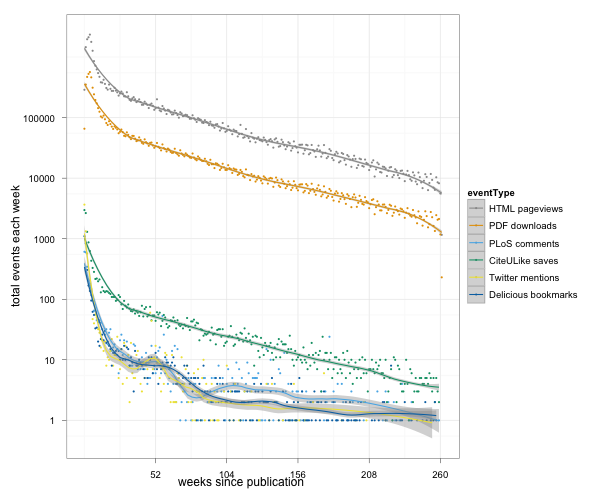 total events each week
100000
10000
1000
100
10
1
52
104
156
208
260
weeks since publication
eventType
HTML pageviews
PDF downloads
PLoS comments
CiteULike saves
Twitter mentions
Delicious bookmarks